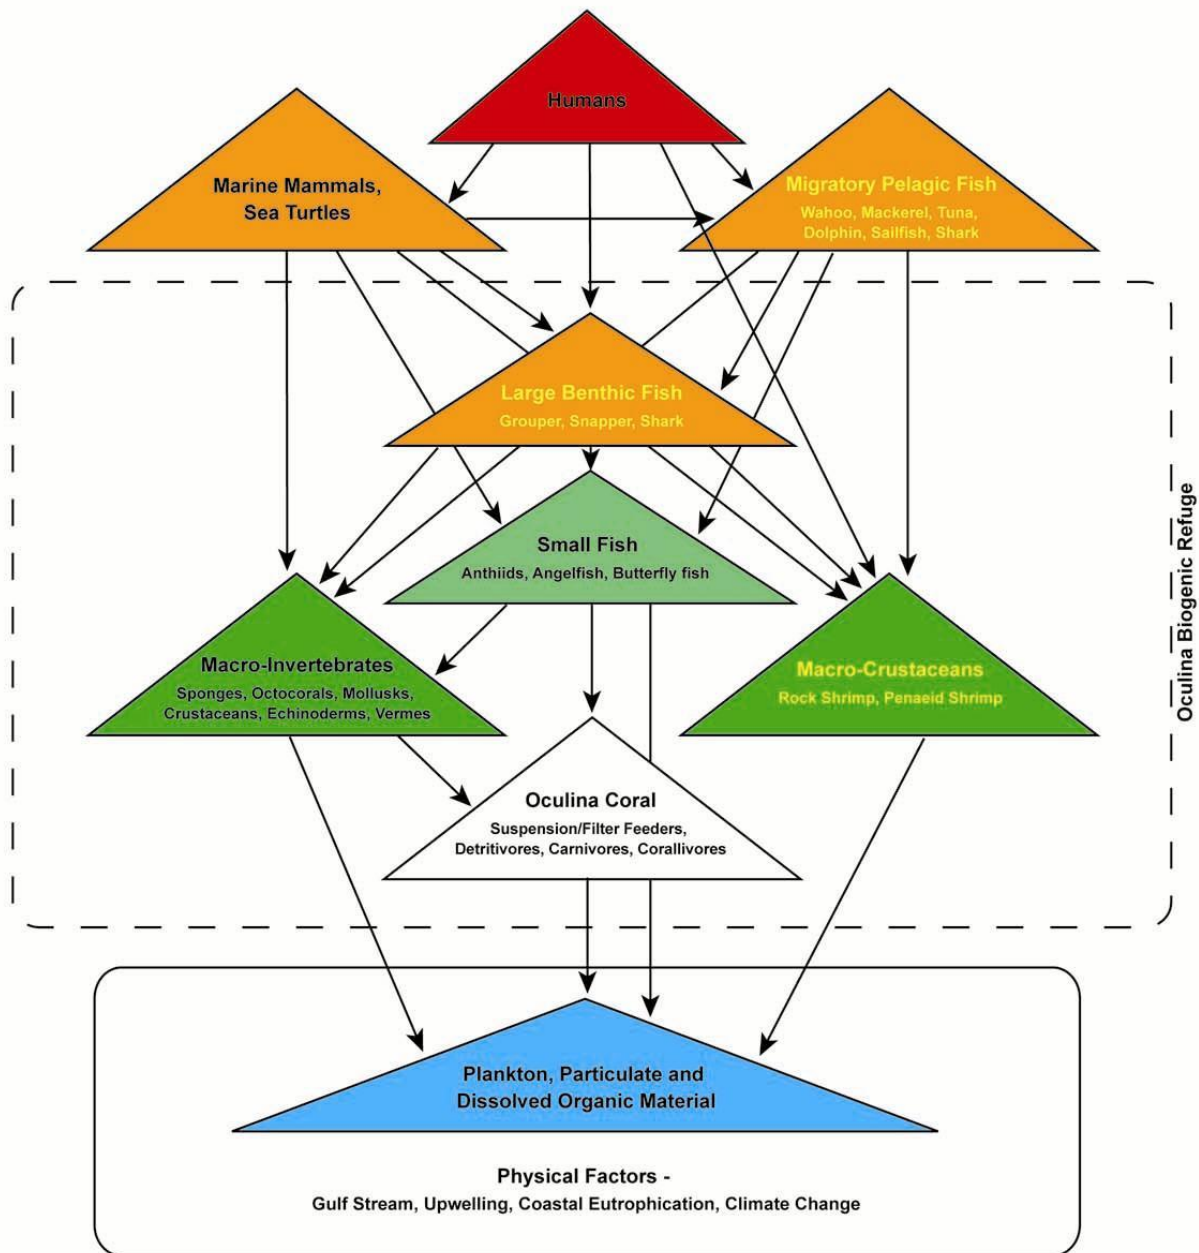 Humans
Marine Mammals,
Sea Turtles
Migratory Pelagic Fish
Wahoo, Mackerel, Tuna,
Dolphin, Sailfish, Shark
Large Benthic Fish
Grouper, Snapper, Shark
Small Fish
Anthiids, Angelfish, Butterfly fish
Macro-Invertebrates
Sponges, Octocorals, Mollusks,
Crustaceans, Echinoderms, Vermes
Macro-Crustaceans
Rock Shrimp, Penaeid Shrimp
Oculina Biogenic Refuge
Oculina Coral
Suspension/Filter Feeders,
Detritivores, Carnivores, Corallivores
Plankton, Particulate and
Dissolved Organic Material
Physical Factors -
Gulf Stream, Upwelling, Coastal Eutrophication, Climate Change